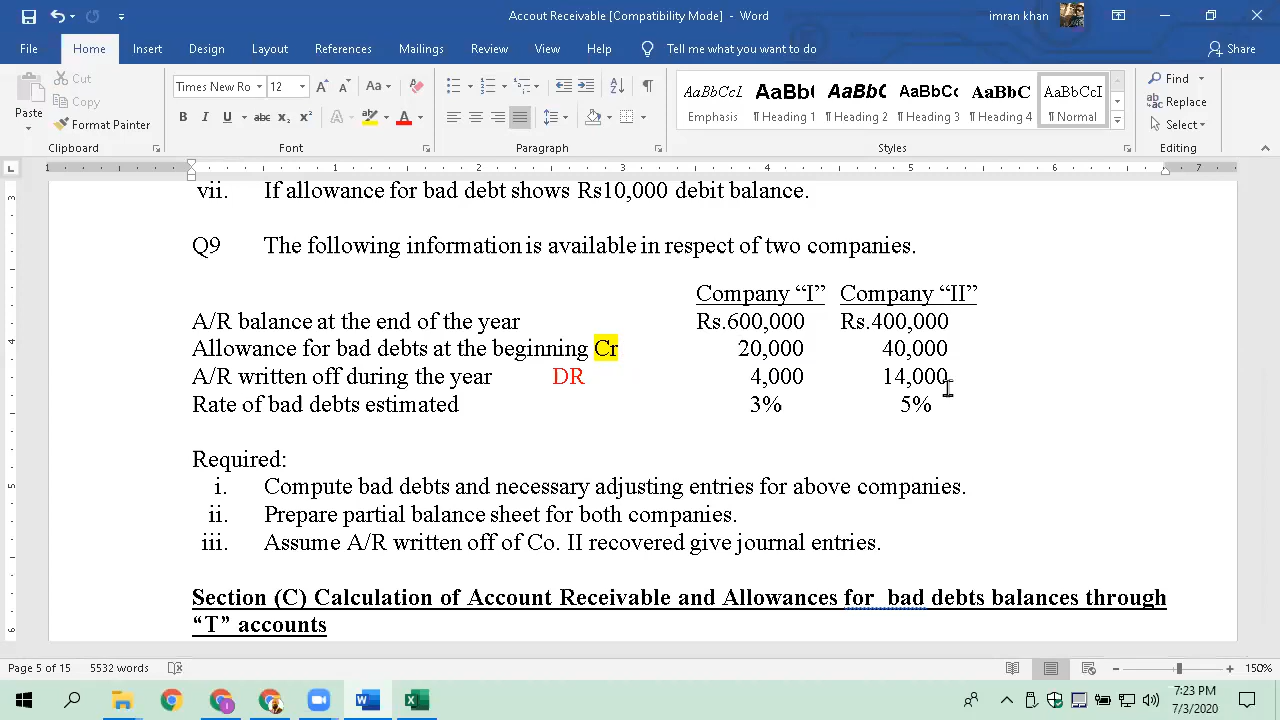 Accout Receivable [Compatibility Mode] - Word
imran khan
File Home Insert Design Layout References Mailings Review View Help Tell me what you want to do Share
Paste
Cut
Copy
Format Painter
Clipboard
Times New Ro 12
Font
Paragraph
AaBbCcI Emphasis
AaBb( ¶ Heading 1
AaBbC ¶ Heading 2
AaBbCc ¶ Heading 3
AaBbC ¶ Heading 4
AaBbCcI ¶ Normal
Styles
Find
Replace
Select
Editing
1 1 2 3 4 5 6 7
vii. If allowance for bad debt shows Rs10,000 debit balance.
Q9 The following information is available in respect of two companies.
Company “I” Company “II”
A/R balance at the end of the year Rs.600,000 Rs.400,000
Allowance for bad debts at the beginning Cr 20,000 40,000
A/R written off during the year DR 4,000 14,000
Rate of bad debts estimated 3% 5%
Required:
i. Compute bad debts and necessary adjusting entries for above companies.
ii. Prepare partial balance sheet for both companies.
iii. Assume A/R written off of Co. II recovered give journal entries.
Section (C) Calculation of Account Receivable and Allowances for bad debts balances through
“T” accounts
Page 5 of 15 5532 words 150%
7:23 PM
7/3/2020